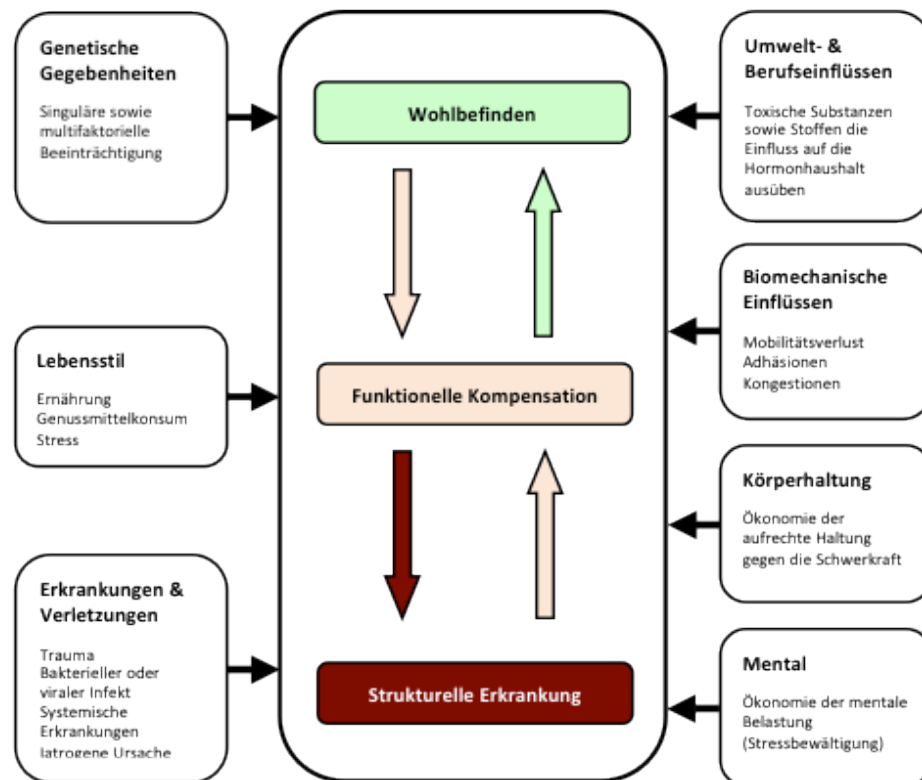 Genetische
Gegebenheiten
Singuläre sowie
multifaktorielle
Beeinträchtigung
Lebensstil
Ernährung
Genussmittelkonsum
Stress
Erkrankungen &
Verletzungen
Trauma
Bakterieller oder
viraler Infekt
Systemische
Erkrankungen
Iatrogene Ursache
Wohlbefinden
Funktionelle Kompensation
Strukturelle Erkrankung
Umwelt- &
Berufseinflüssen
Toxische Substanzen
sowie Stoffen die
Einfluss auf die
Hormonhaushalt
ausüben
Biomechanische
Einflüssen
Mobilitätsverlust
Adhäsionen
Kongestionen
Körperhaltung
Ökonomie der
aufrechte Haltung
gegen die Schwerkraft
Mental
Ökonomie der mentale
Belastung
(Stressbewältigung)